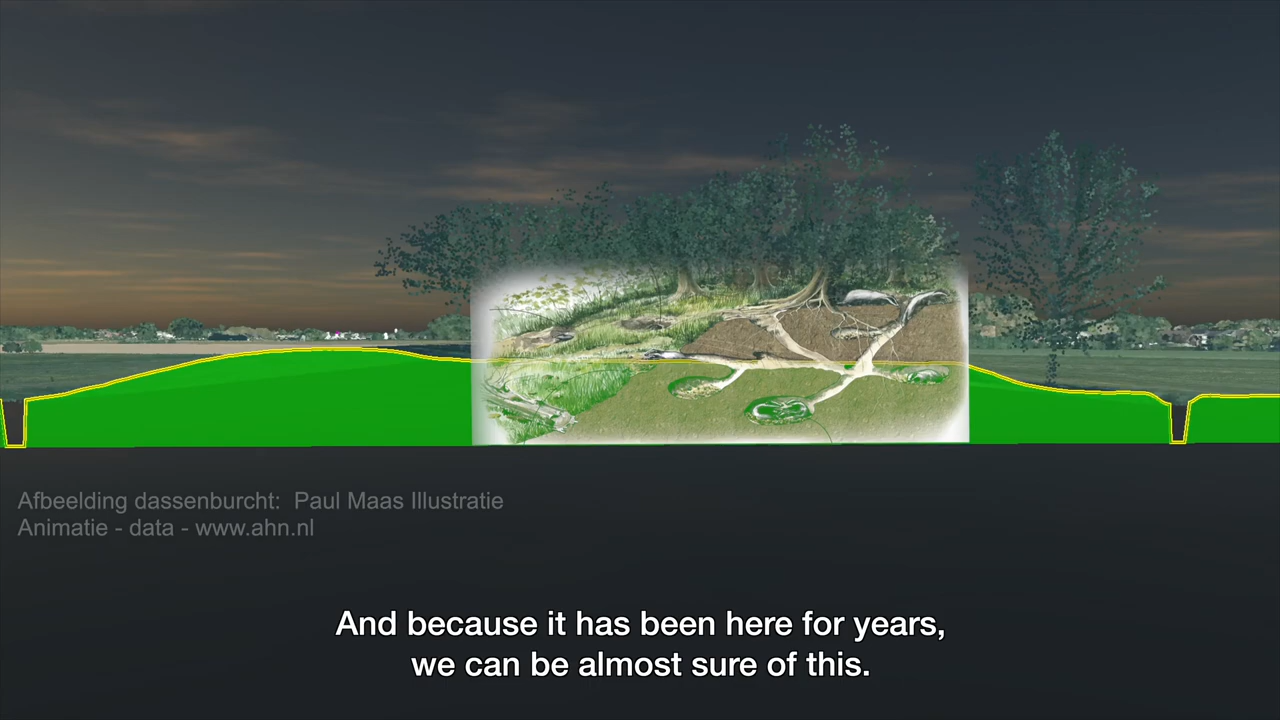 Afbeelding dassenburcht: Paul Maas Illustratie
Animatie - data - www.ahn.nl
And because it has been here for years,
we can be almost sure of this.